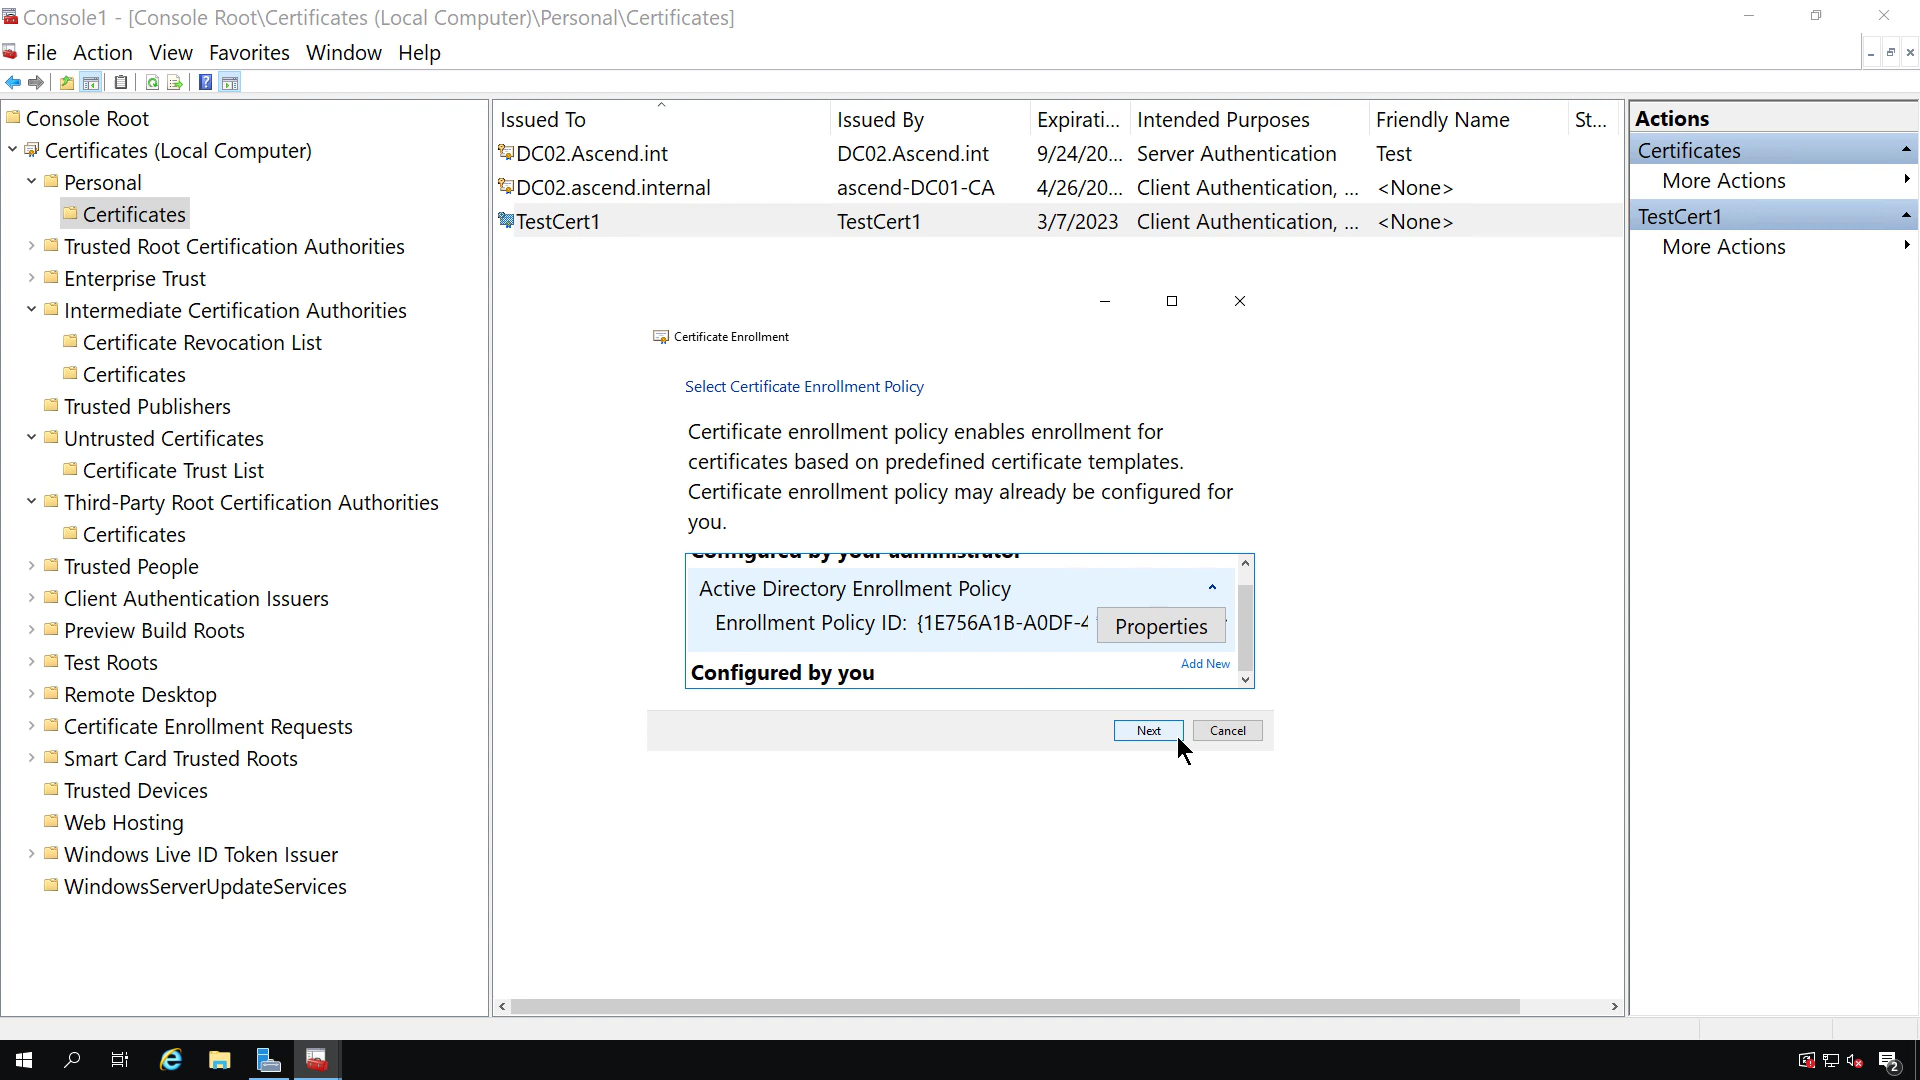 Console1 - [Console Root\Certificates (Local Computer)\Personal\Certificates]
File Action View Favorites Window Help
Console Root
Certificates (Local Computer)
Personal
Certificates
Trusted Root Certification Authorities
Enterprise Trust
Intermediate Certification Authorities
Certificate Revocation List
Certificates
Trusted Publishers
Untrusted Certificates
Certificate Trust List
Third-Party Root Certification Authorities
Certificates
Trusted People
Client Authentication Issuers
Preview Build Roots
Test Roots
Remote Desktop
Certificate Enrollment Requests
Smart Card Trusted Roots
Trusted Devices
Web Hosting
Windows Live ID Token Issuer
WindowsServerUpdateServices
Issued To Issued By Expirati... Intended Purposes Friendly Name St...
DC02.Ascend.int DC02.Ascend.int 9/24/20... Server Authentication Test
DC02.ascend.internal ascend-DC01-CA 4/26/20... Client Authentication, ... <None>
TestCert1 TestCert1 3/7/2023 Client Authentication, ... <None>
Certificate Enrollment
Select Certificate Enrollment Policy
Certificate enrollment policy enables enrollment for
certificates based on predefined certificate templates.
Certificate enrollment policy may already be configured for
you.
Configured by your administrator
Active Directory Enrollment Policy
Enrollment Policy ID: {1E756A1B-A0DF-4 Properties
Configured by you Add New
Next Cancel
Actions
Certificates
More Actions
TestCert1
More Actions
2